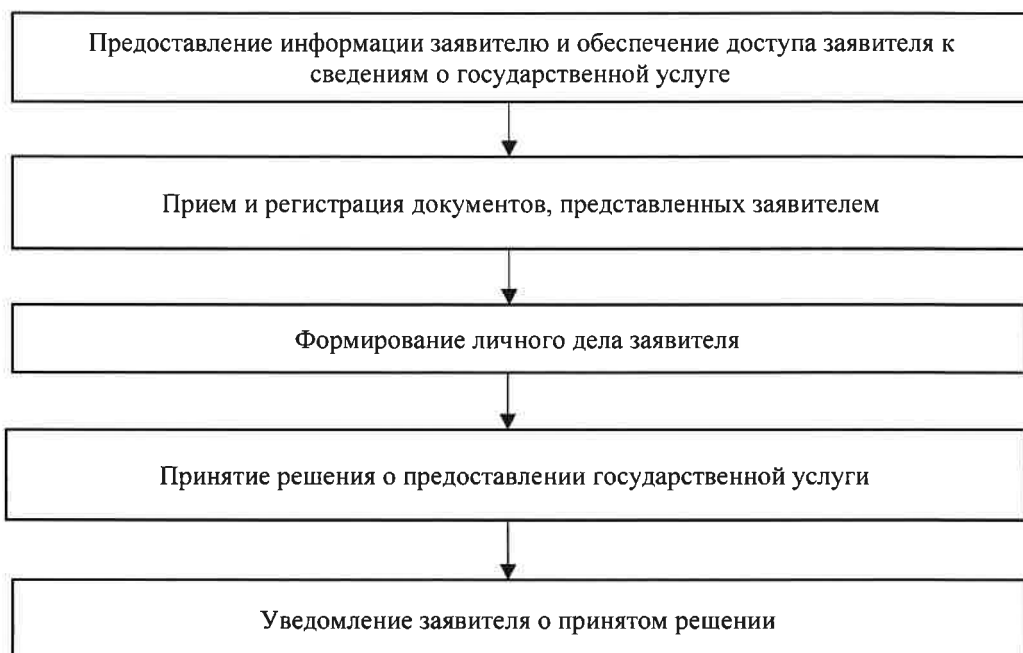 Предоставление информации заявителю и обеспечение доступа заявителя к
сведениям о государственной услуге
Прием и регистрация документов, представленных заявителем
Формирование личного дела заявителя
Принятие решения о предоставлении государственной услуги
Уведомление заявителя о принятом решении